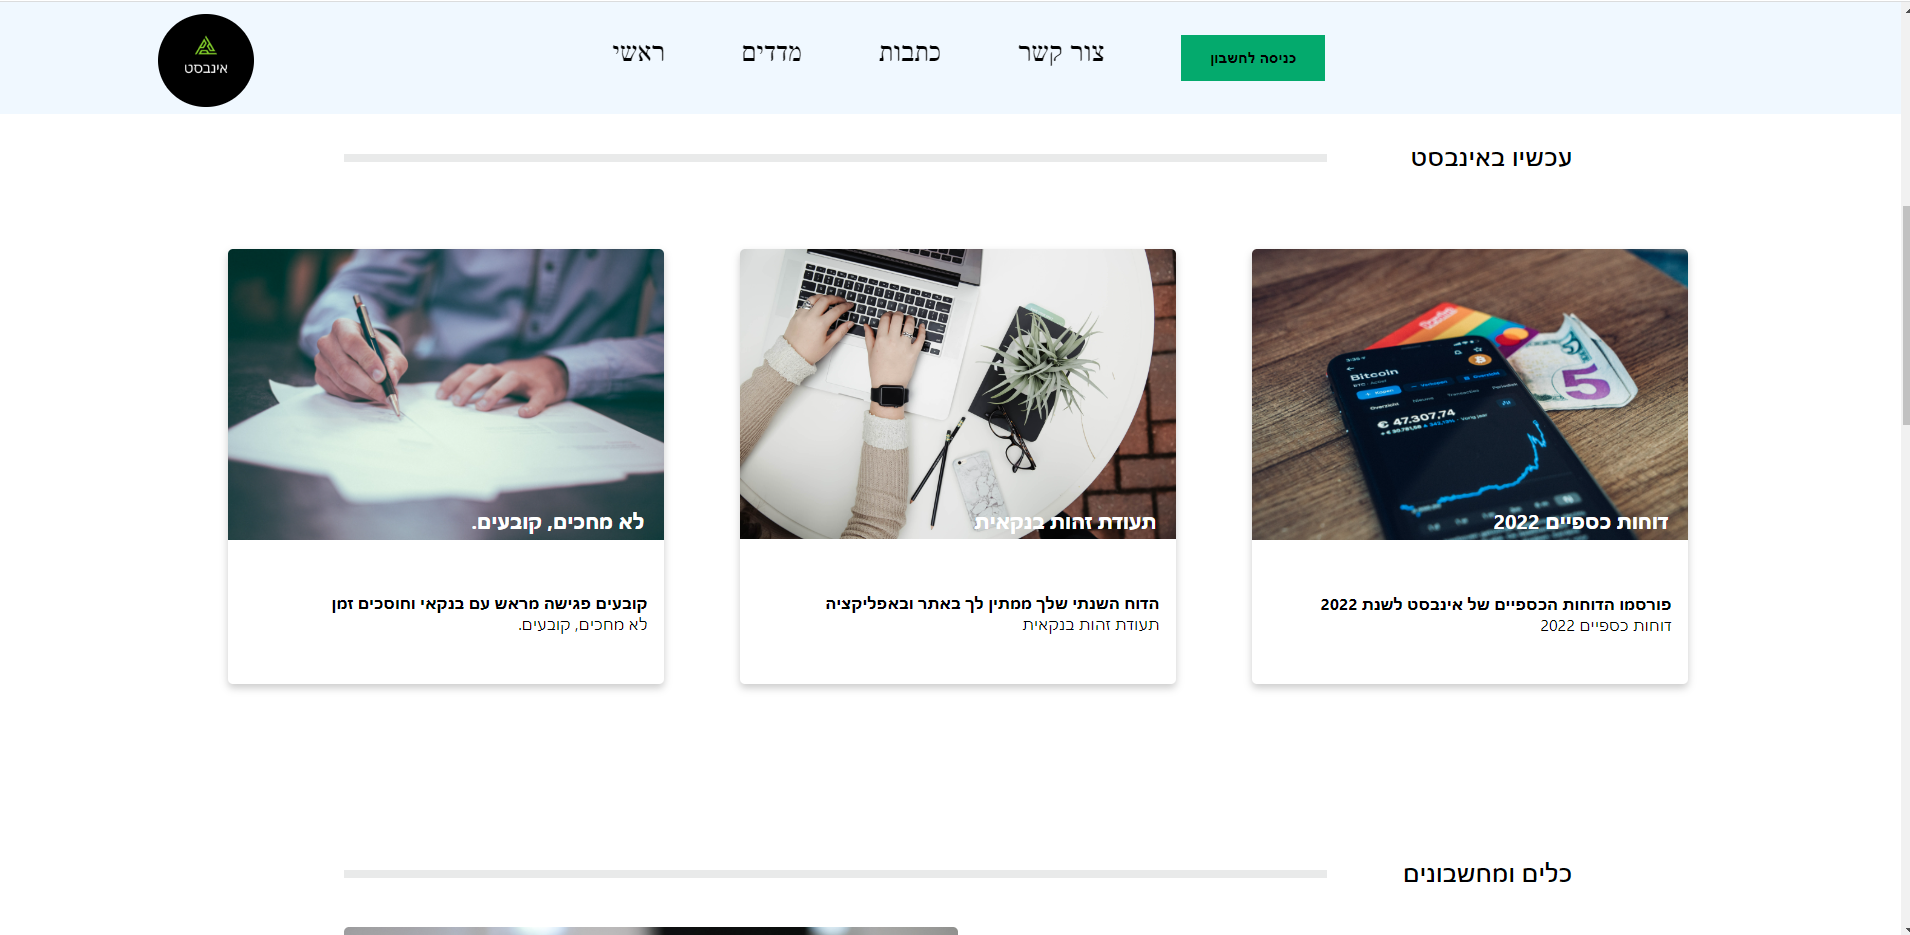 אינבסט
ראשי
מדדים
כתבות
צור קשר
כניסה לחשבון
עכשיו באינבסט
Bitcoin
€ 47.307,74
5
דוחות כספיים 2022
פורסמו הדוחות הכספיים של אינבסט לשנת 2022
דוחות כספיים 2022
תעודת זהות בנקאית
הדוח השנתי שלך ממתין לך באתר ובאפליקציה
תעודת זהות בנקאית
לא מחכים, קובעים.
קובעים פגישה מראש עם בנקאי וחוסכים זמן
לא מחכים, קובעים.
כלים ומחשבונים